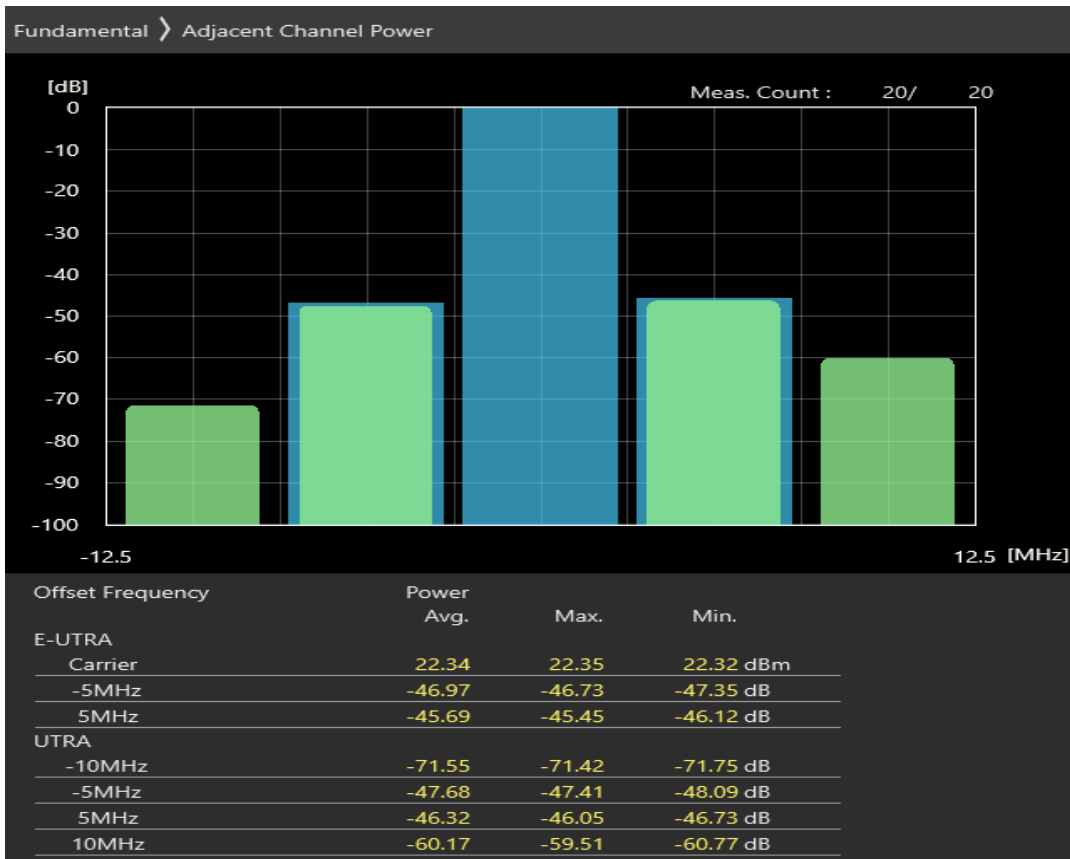 Fundamental 〉 Adjacent Channel Power
[dB]
Meas. Count : 20/ 20
0
-10
-20
-30
-40
-50
-60
-70
-80
-90
-100
-12.5 12.5 [MHz]
Offset Frequency Power
Avg. Max. Min.
E-UTRA
Carrier 22.34 22.35 22.32 dBm
-5MHz -46.97 -46.73 -47.35 dB
5MHz -45.69 -45.45 -46.12 dB
UTRA
-10MHz -71.55 -71.42 -71.75 dB
-5MHz -47.68 -47.41 -48.09 dB
5MHz -46.32 -46.05 -46.73 dB
10MHz -60.17 -59.51 -60.77 dB